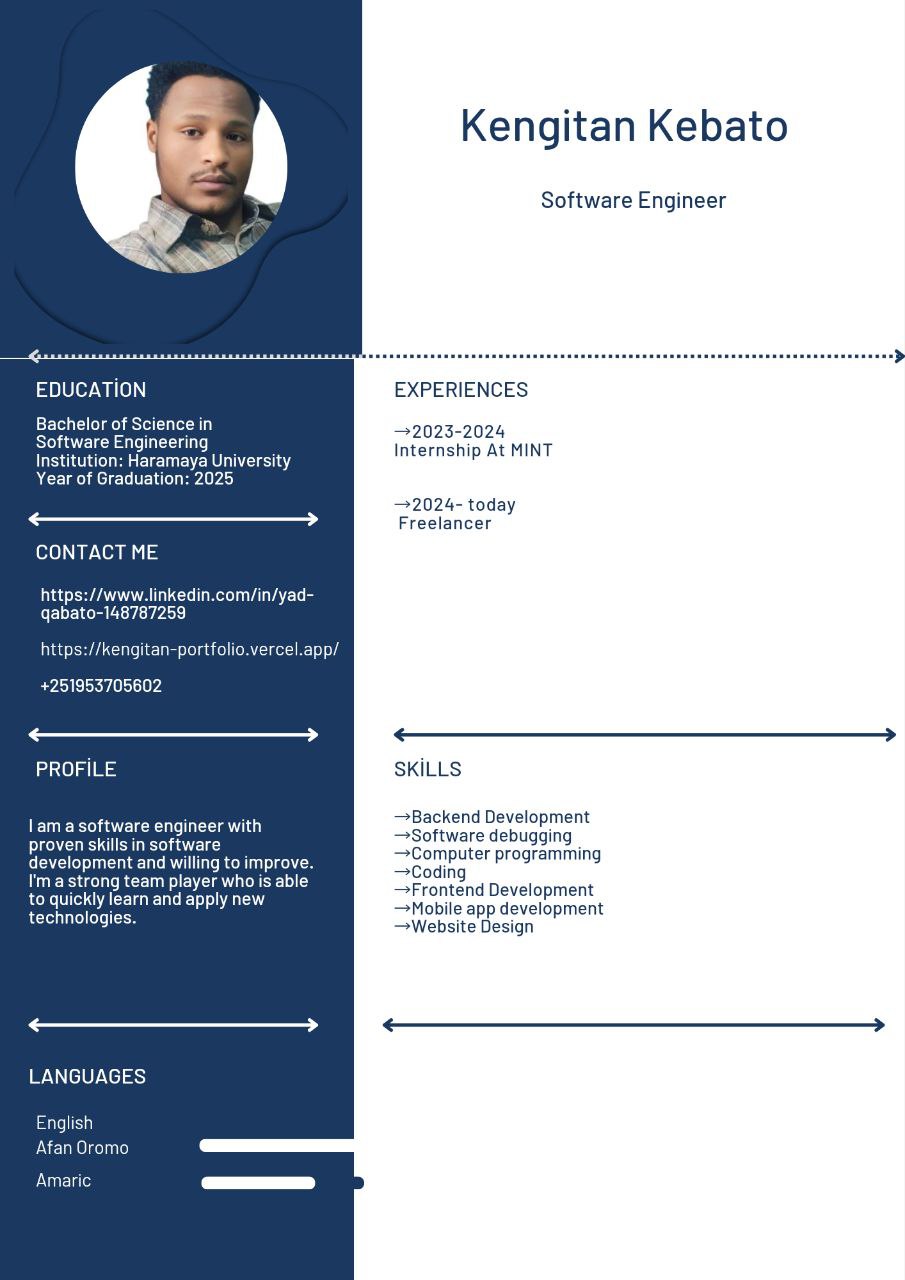 Kengitan Kebato
Software Engineer
EDUCATİON
Bachelor of Science in
Software Engineering
Institution: Haramaya University
Year of Graduation: 2025
CONTACT ME
https://www.linkedin.com/in/yad-
qabato-148787259
https://kengitan-portfolio.vercel.app/
+251953705602
PROFİLE
I am a software engineer with
proven skills in software
development and willing to improve.
I'm a strong team player who is able
to quickly learn and apply new
technologies.
LANGUAGES
English
Afan Oromo
Amaric
EXPERIENCES
→2023-2024
Internship At MINT
→2024- today
Freelancer
SKİLLS
→Backend Development
→Software debugging
→Computer programming
→Coding
→Frontend Development
→Mobile app development
→Website Design